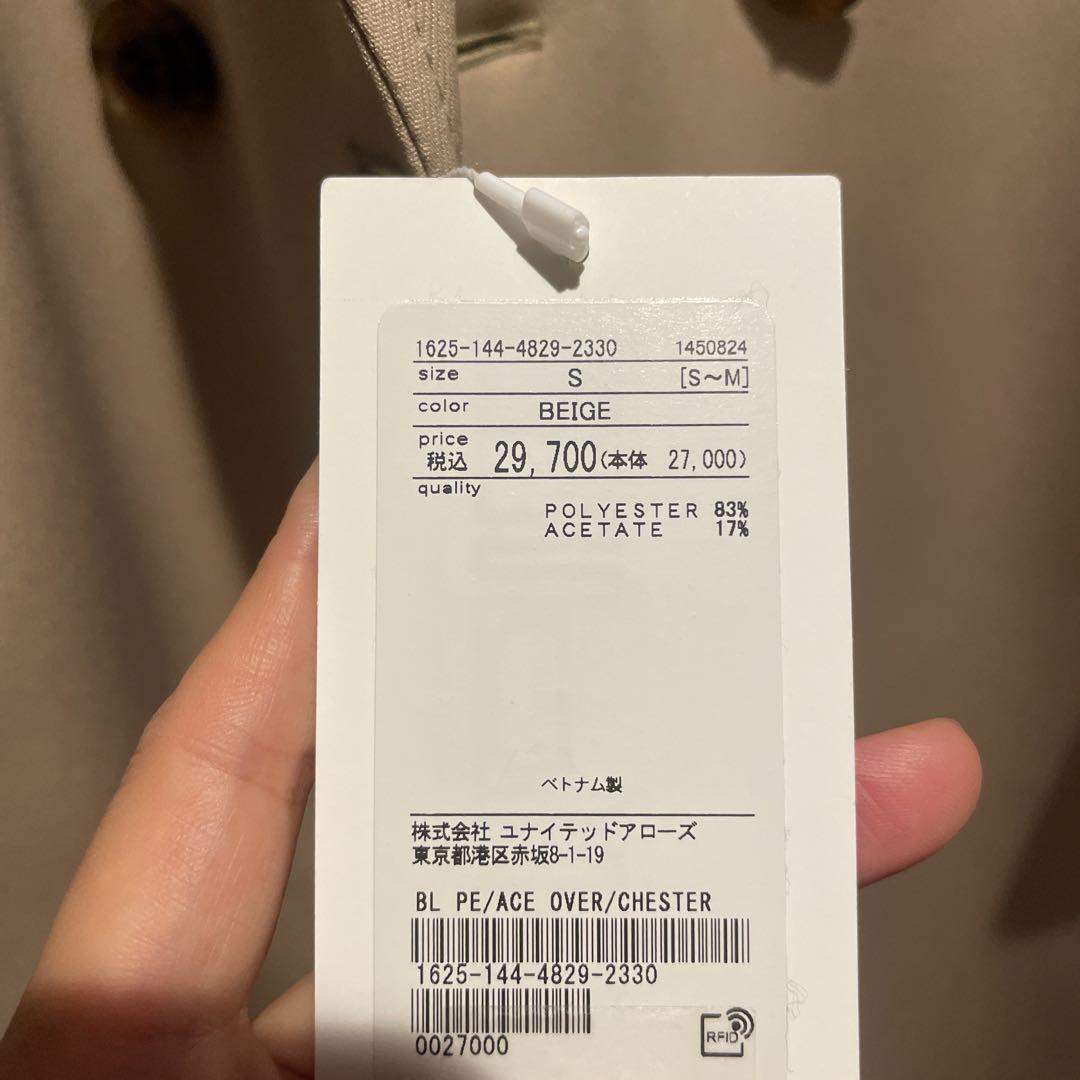 1625-144-4829-2330 1450824
size S [S〜M]
color BEIGE
price
税込 29,700(本体 27,000)
quality
POLYESTER 83%
ACETATE 17%
ベトナム製
株式会社 ユナイテッドアローズ
東京都港区赤坂8-1-19
BL PE/ACE OVER/CHESTER
1625-144-4829-2330
0027000
RFID